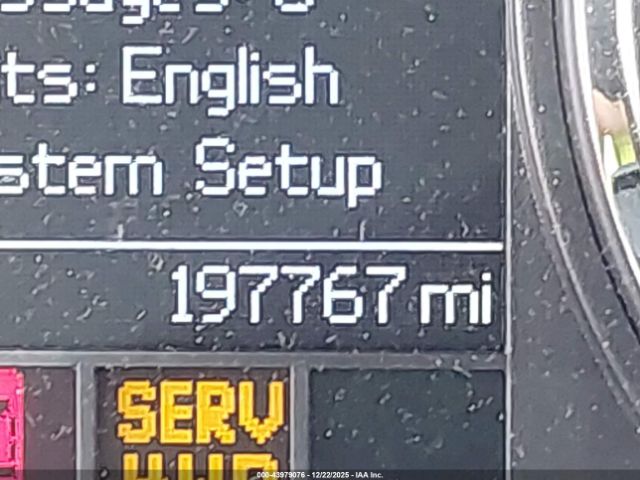 ts: English
stem Setup
197767 mi
SERV
000-43979076 - 12/22/2025 - IAA Inc.